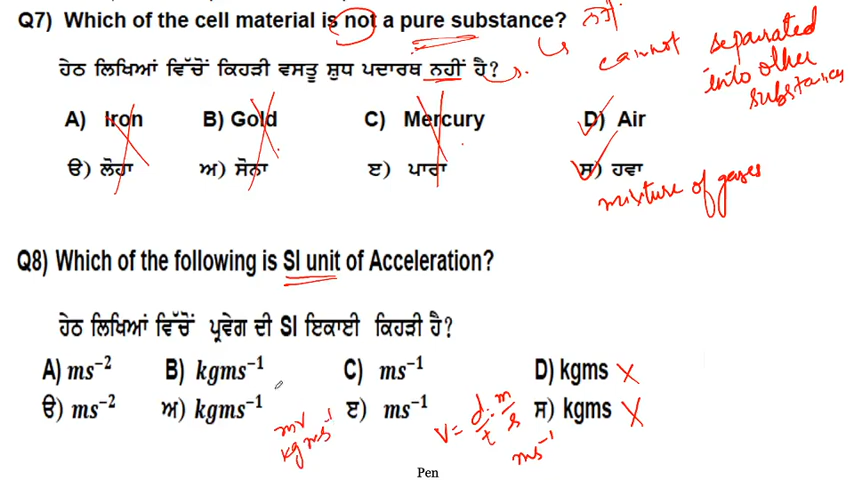 Q7) Which of the cell material is not a pure substance?
ਹੇਠ ਲਿਖਿਆਂ ਵਿੱਚੋਂ ਕਿਹੜੀ ਵਸਤੂ ਸ਼ੁਧ ਪਦਾਰਥ ਨਹੀਂ ਹੈ?
cannot separated
into other
substances
A) Iron B) Gold C) Mercury D) Air
ੳ) ਲੋਹਾ ਅ) ਸੋਨਾ ੲ) ਪਾਰਾ ਸ) ਹਵਾ
mixture of gases
Q8) Which of the following is SI unit of Acceleration?
ਹੇਠ ਲਿਖਿਆਂ ਵਿੱਚੋਂ ਪ੍ਰਵੇਗ ਦੀ SI ਇਕਾਈ ਕਿਹੜੀ ਹੈ?
A) ms⁻² B) kgms⁻¹ C) ms⁻¹ D) kgms
ੳ) ms⁻² ਅ) kgms⁻¹ ੲ) ms⁻¹ ਸ) kgms
mv
kgms⁻¹
V = d/t · m/s
ms⁻¹
Pen